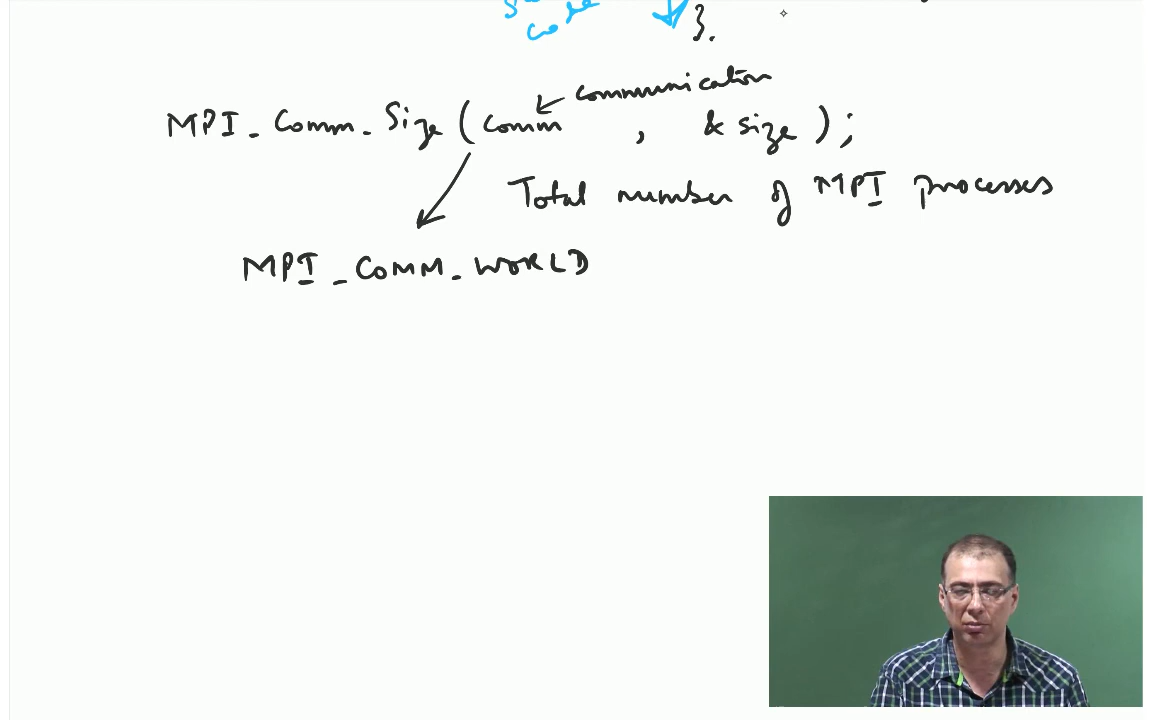 }.
communication
MPI_Comm_Size (Comm , & size );
Total number of MPI processes
MPI_COMM_WORLD